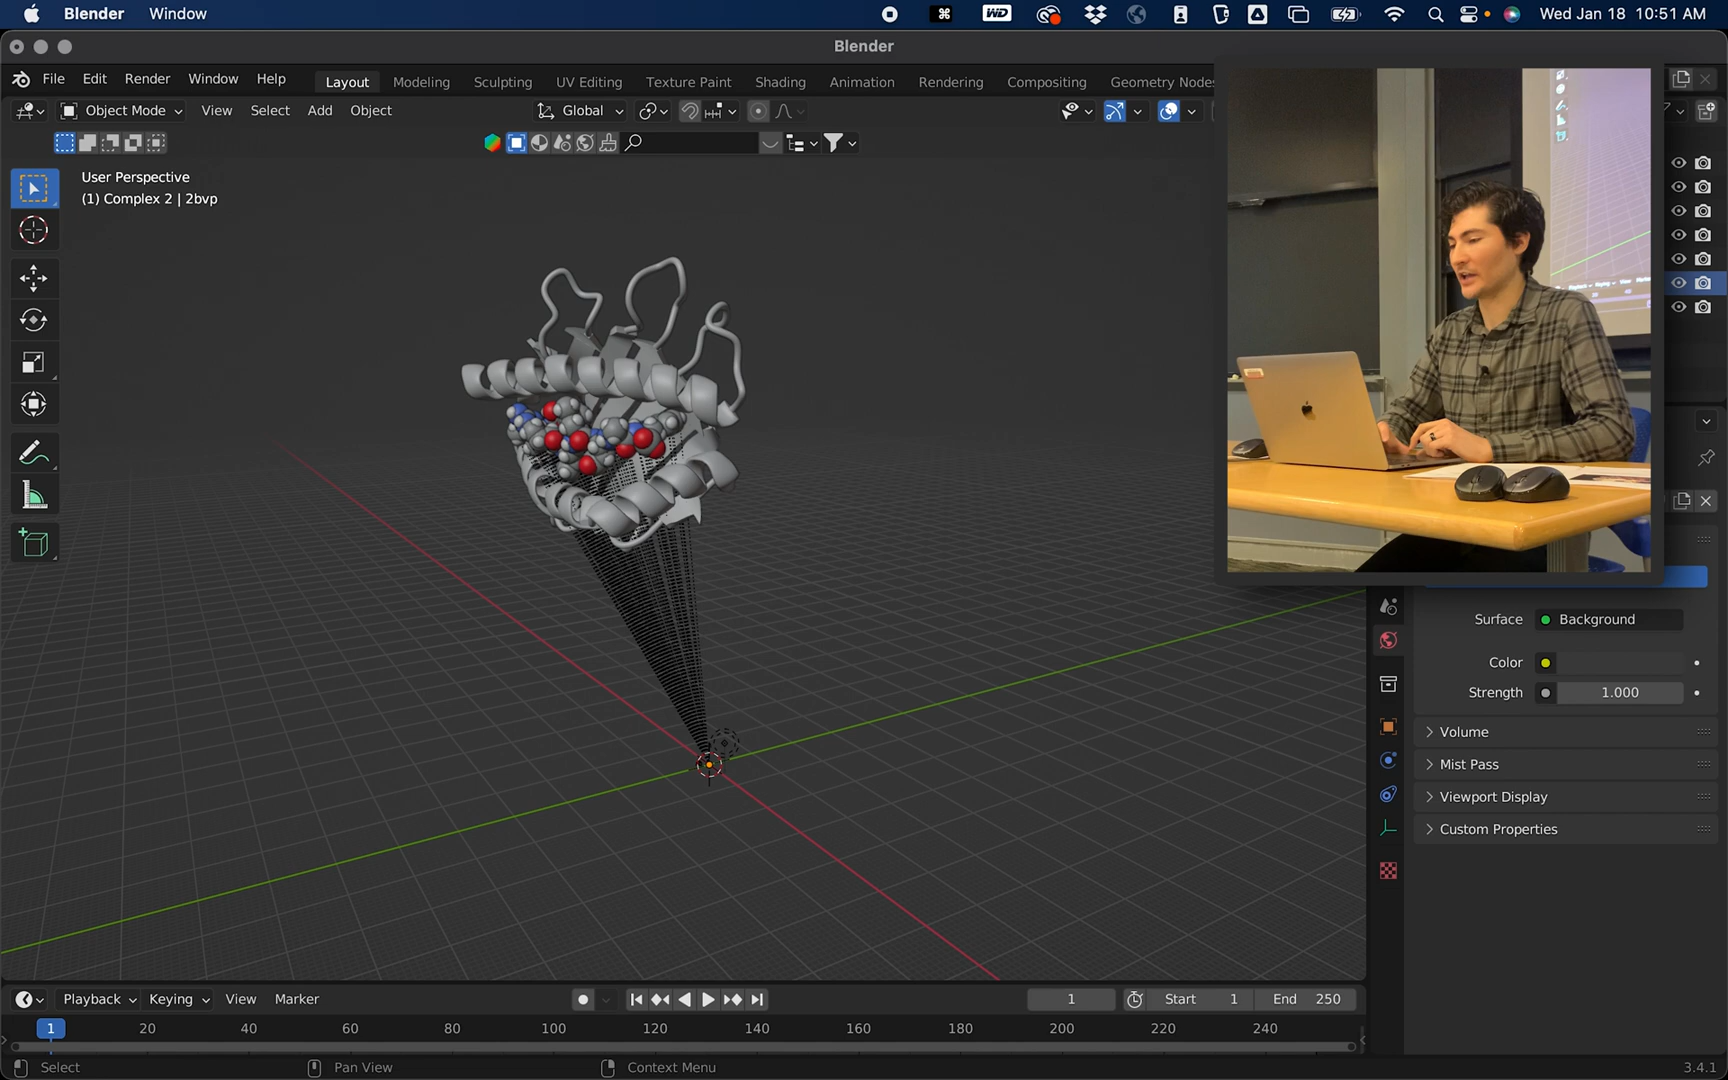 Blender Window
WD
Wed Jan 18 10:51 AM
Blender
File Edit Render Window Help
Layout Modeling Sculpting UV Editing Texture Paint Shading Animation Rendering Compositing Geometry Nodes
Object Mode View Select Add Object
Global
User Perspective
(1) Complex 2 | 2bvp
Surface Background
Color
Strength 1.000
Volume
Mist Pass
Viewport Display
Custom Properties
Playback Keying View Marker
1 Start 1 End 250
1 20 40 60 80 100 120 140 160 180 200 220 240
Select Pan View Context Menu
3.4.1